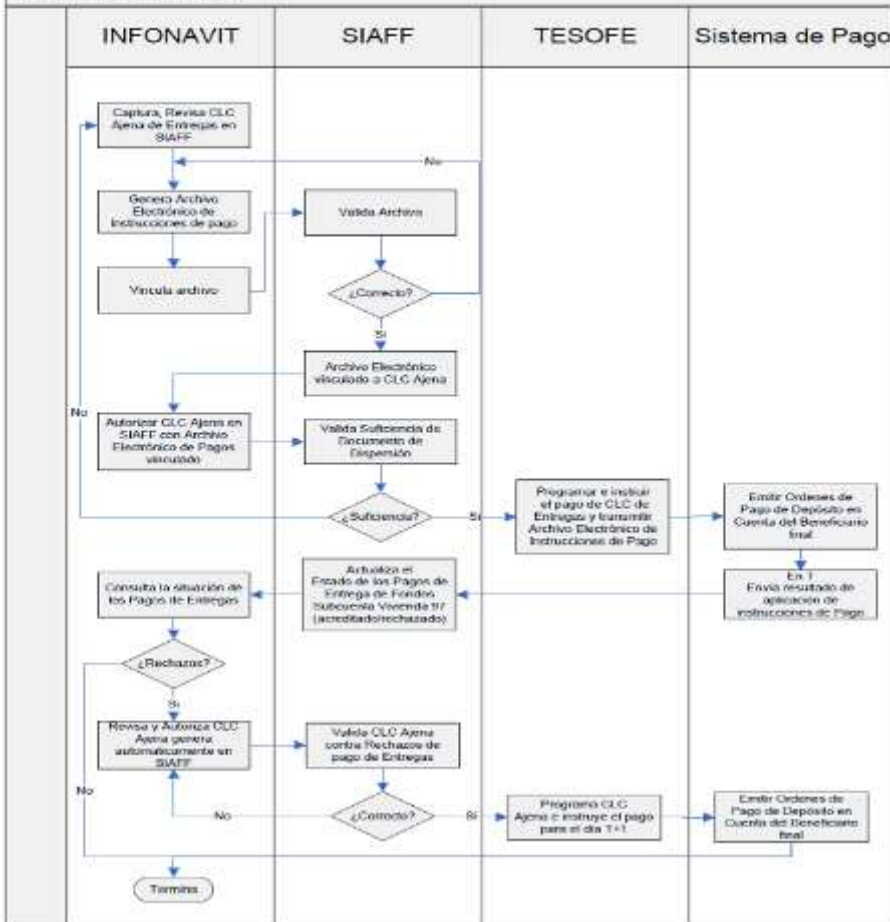 INFONAVIT
SIAFF
TESOFE
Sistema de Pago
Captura, Revisa CLC
Ajena de Entregas en
SIAFF
No
Genera Archivo
Electrónico de
Instrucciones de pago
Valida Archivo
Vincula archivo
¿Correcto?
Si
Archivo Electrónico
vinculado a CLC Ajena
No
Autorizar CLC Ajena en
SIAFF con Archivo
Electrónico de Pagos
vinculado
Valida Suficiencia de
Documento de
Dispersión
¿Suficiencia?
Si
Programar e instruir
el pago de CLC de
Entregas y transmitir
Archivo Electrónico de
Instrucciones de Pago
Emitir Ordenes de
Pago de Depósito en
Cuenta del Beneficiario
final
En T
Envía resultado de
aplicación de
instrucciones de Pago
Actualiza el
Estado de los Pagos de
Entrega de Fondos
Subcuenta Vivienda 97
(acreditado/rechazado)
Consulta la situación de
los Pagos de Entregas
¿Rechazos?
Si
Revisa y Autoriza CLC
Ajena genera
automaticamente en
SIAFF
Valida CLC Ajena
contra Rechazos de
pago de Entregas
No
No
¿Correcto?
Si
Programa CLC
Ajena e instruye el pago
para el día T+1
Emitir Ordenes de
Pago de Depósito en
Cuenta del Beneficiario
final
Termina